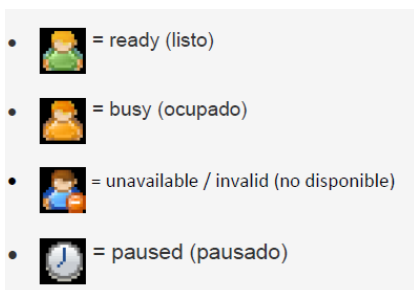 = ready (listo)
= busy (ocupado)
= unavailable / invalid (no disponible)
= paused (pausado)